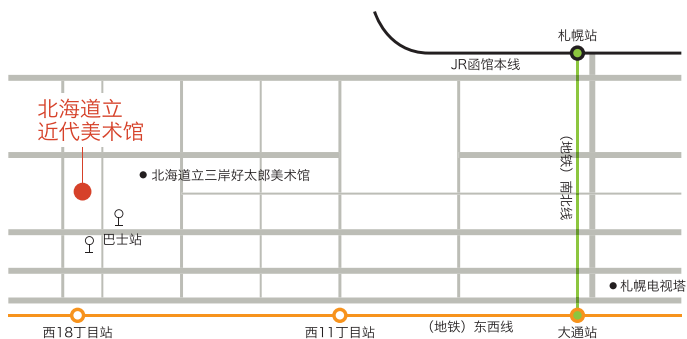 札幌站
JR函馆本线
北海道立
近代美术馆
（地铁）南北线
北海道立三岸好太郎美术馆
巴士站
札幌电视塔
（地铁）东西线
西18丁目站
西11丁目站
大通站